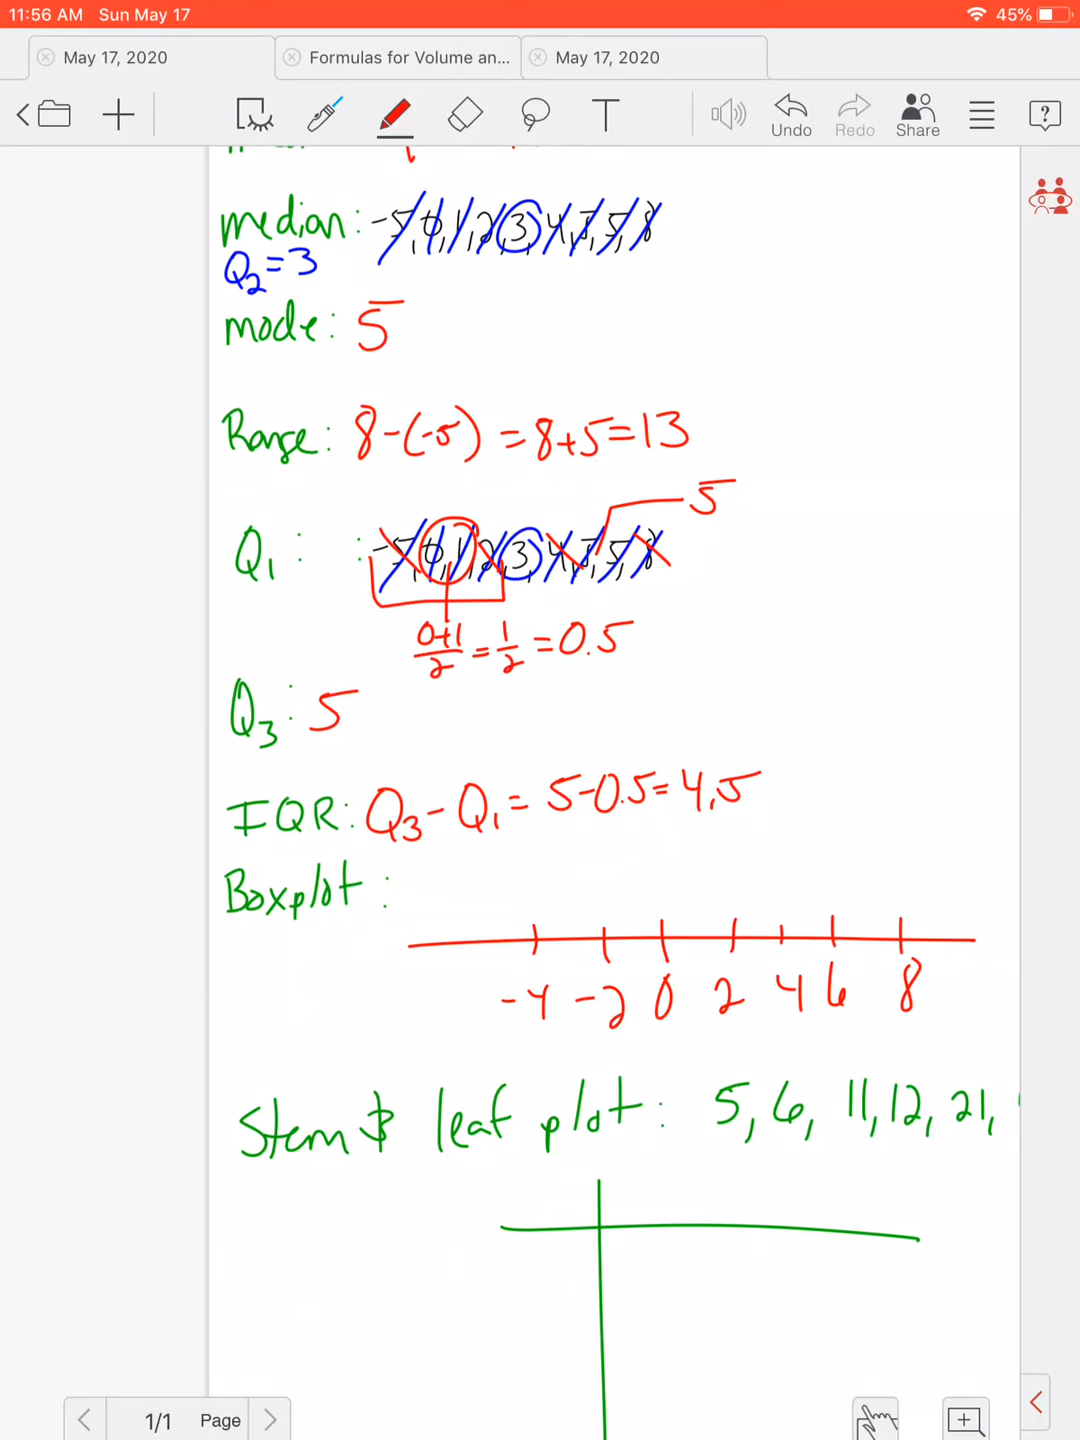 11:56 AM Sun May 17
45%
May 17, 2020
Formulas for Volume an...
May 17, 2020
T
Undo
Redo
Share
?
median: -5, 0, 1, 2, 3, 4, 5, 5, 8
Q2=3
mode: 5
Range: 8-(-5) = 8+5=13
5
Q1: : -5, 0, 1, 2, 3, 4, 5, 5, 8
0+1/2 = 1/2 = 0.5
Q3: 5
IQR: Q3 - Q1 = 5-0.5= 4.5
Boxplot:
-4 -2 0 2 4 6 8
Stem & leaf plot: 5, 6, 11, 12, 21,
1/1 Page